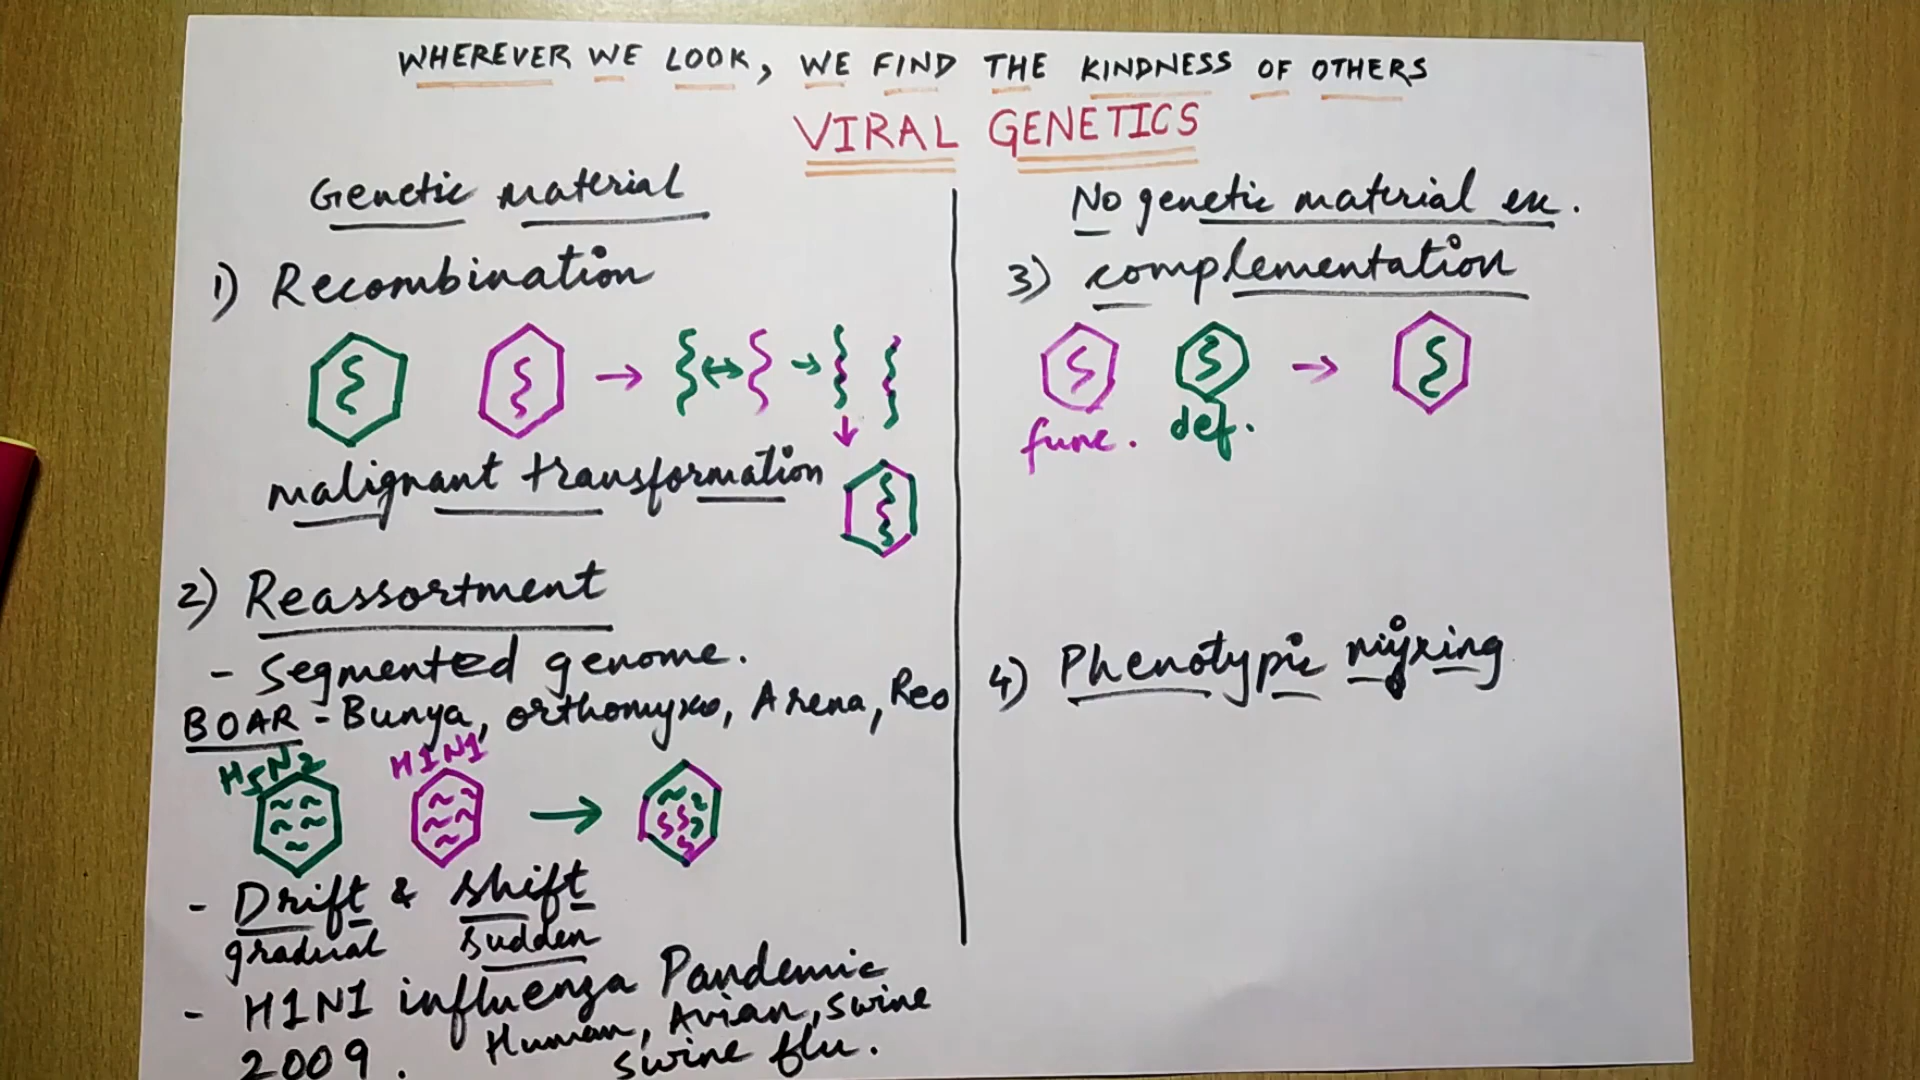 WHEREVER WE LOOK, WE FIND THE KINDNESS OF OTHERS
VIRAL GENETICS
Genetic material
1) Recombination
malignant transformation
2) Reassortment
- Segmented genome.
BOAR - Bunya, orthomyxo, Arena, Reo
H5N2 H1N1
- Drift & shift
gradual sudden
- H1N1 influenza Pandemic
2009. Human, Avian, swine
swine flu.
No genetic material ex.
3) complementation
func. def.
4) Phenotypic mixing